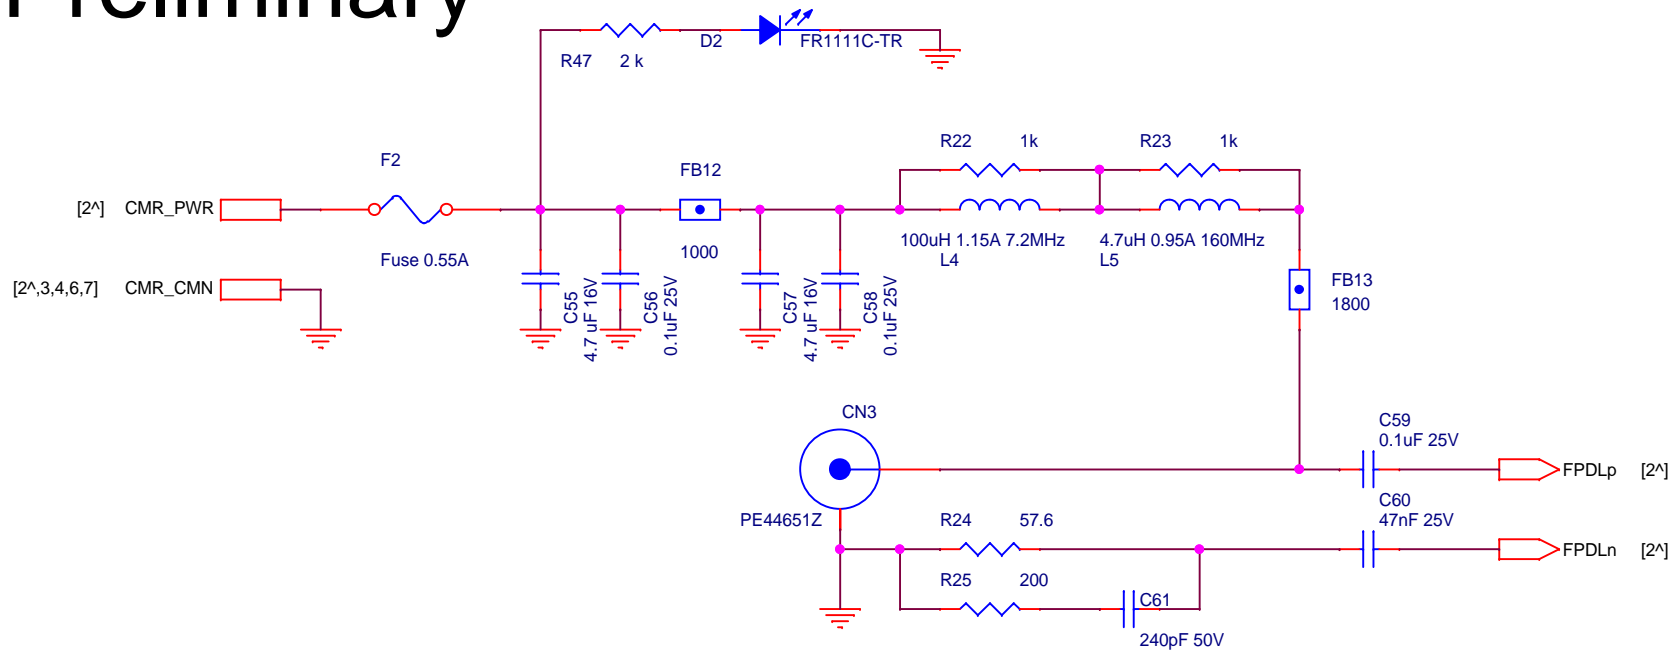 Preliminary
D2
FR1111C-TR
R47 2 k
R22 1k R23 1k
F2
FB12
[2^] CMR_PWR
1000
100uH 1.15A 7.2MHz
L4
4.7uH 0.95A 160MHz
L5
Fuse 0.55A
[2^,3,4,6,7] CMR_CMN
C55
4.7 uF 16V
C56
0.1uF 25V
C57
4.7 uF 16V
C58
0.1uF 25V
FB13
1800
CN3
C59
0.1uF 25V
FPDLp [2^]
C60
47nF 25V
PE44651Z
R24 57.6
FPDLn [2^]
R25 200
C61
240pF 50V